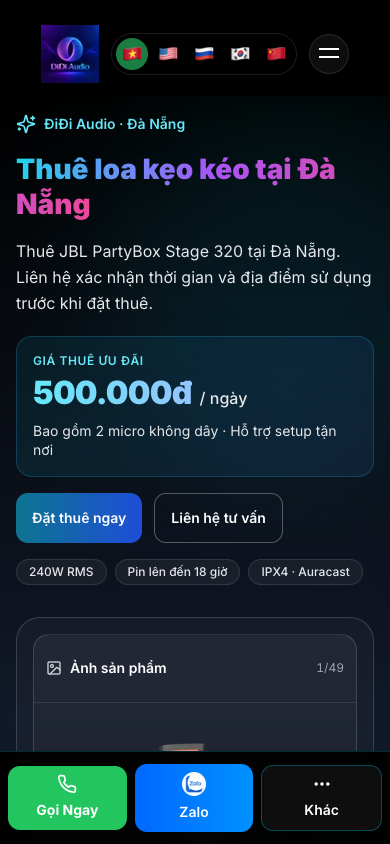 DiDi Audio
ĐiĐi Audio · Đà Nẵng
Thuê loa kẹo kéo tại Đà
Nẵng
Thuê JBL PartyBox Stage 320 tại Đà Nẵng.
Liên hệ xác nhận thời gian và địa điểm sử dụng
trước khi đặt thuê.
GIÁ THUÊ ƯU ĐÃI
500.000đ / ngày
Bao gồm 2 micro không dây · Hỗ trợ setup tận
nơi
Đặt thuê ngay
Liên hệ tư vấn
240W RMS
Pin lên đến 18 giờ
IPX4 · Auracast
Ảnh sản phẩm
1/49
Gọi Ngay
Zalo
Zalo
Khác